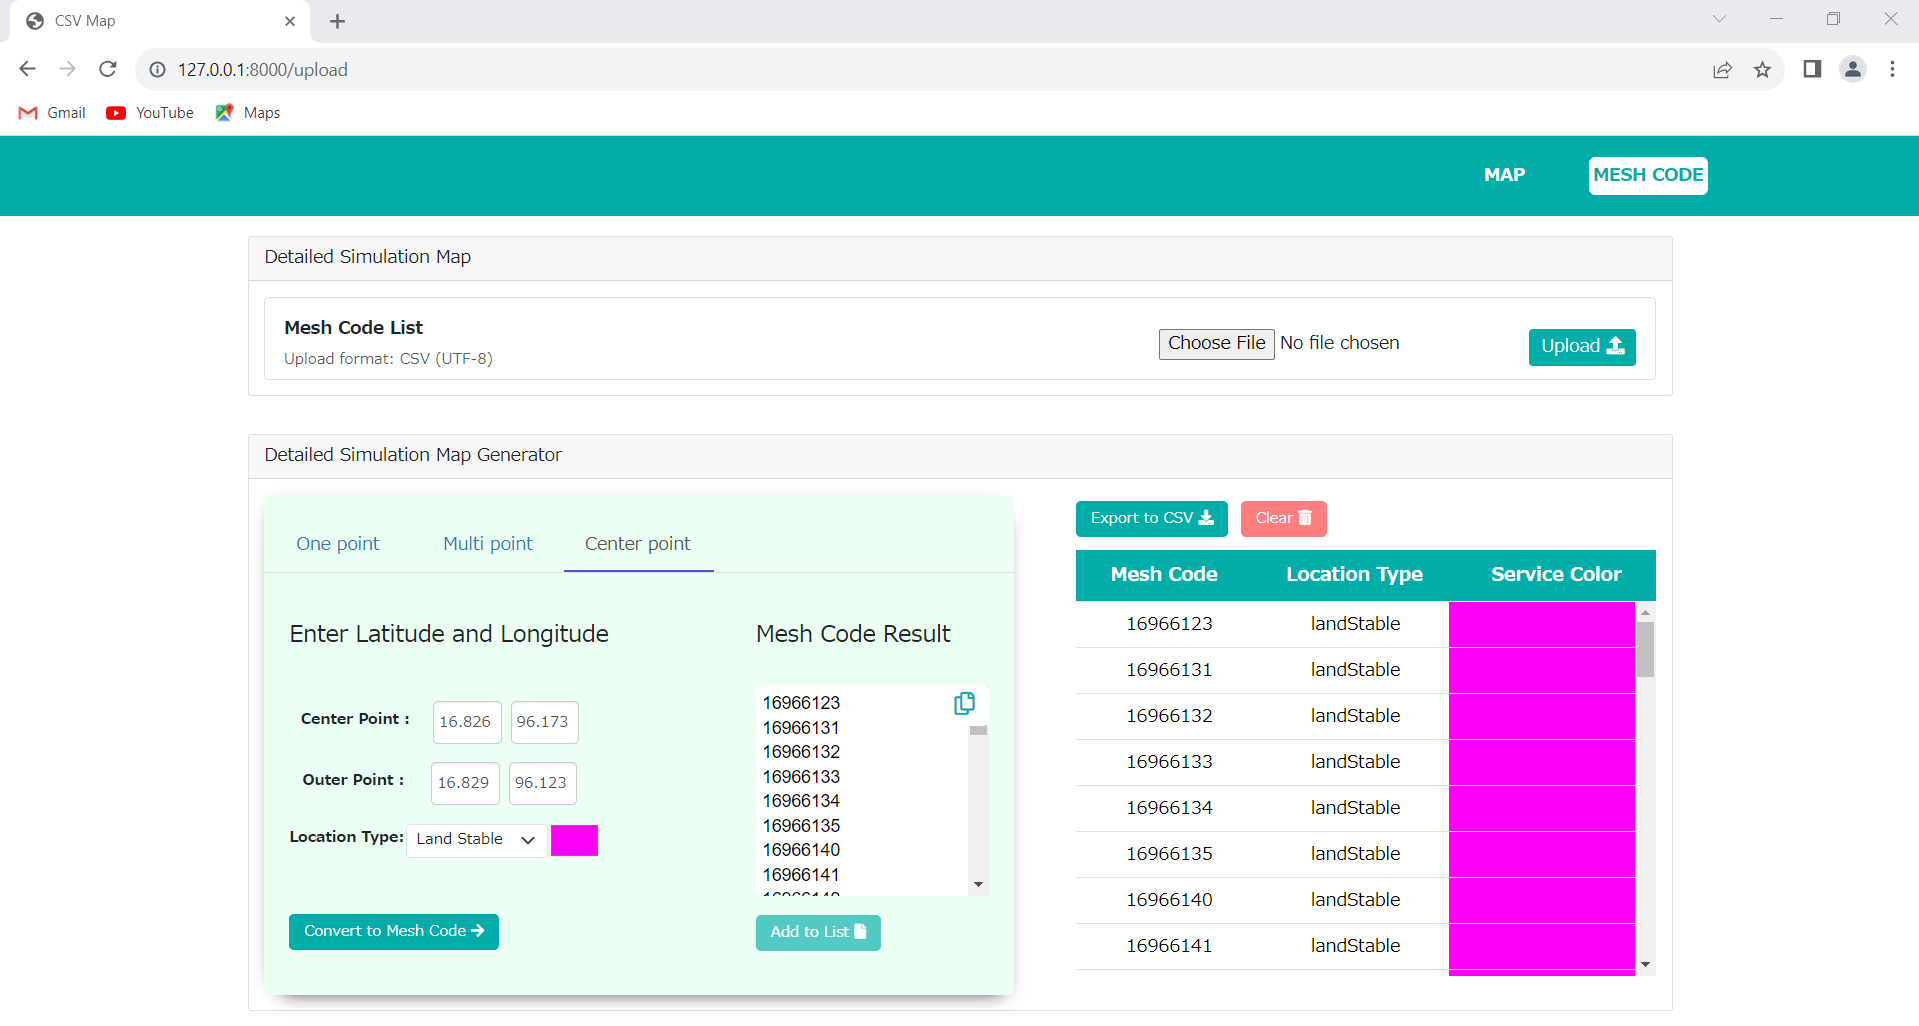 CSV Map
127.0.0.1:8000/upload
Gmail YouTube Maps
MAP MESH CODE
Detailed Simulation Map
Mesh Code List
Upload format: CSV (UTF-8)
Choose File No file chosen
Upload
Detailed Simulation Map Generator
One point Multi point Center point
Enter Latitude and Longitude
Center Point : 16.826 96.173
Outer Point : 16.829 96.123
Location Type: Land Stable
Convert to Mesh Code
Mesh Code Result
16966123
16966131
16966132
16966133
16966134
16966135
16966140
16966141
Add to List
Export to CSV Clear
Mesh Code Location Type Service Color
16966123 landStable
16966131 landStable
16966132 landStable
16966133 landStable
16966134 landStable
16966135 landStable
16966140 landStable
16966141 landStable